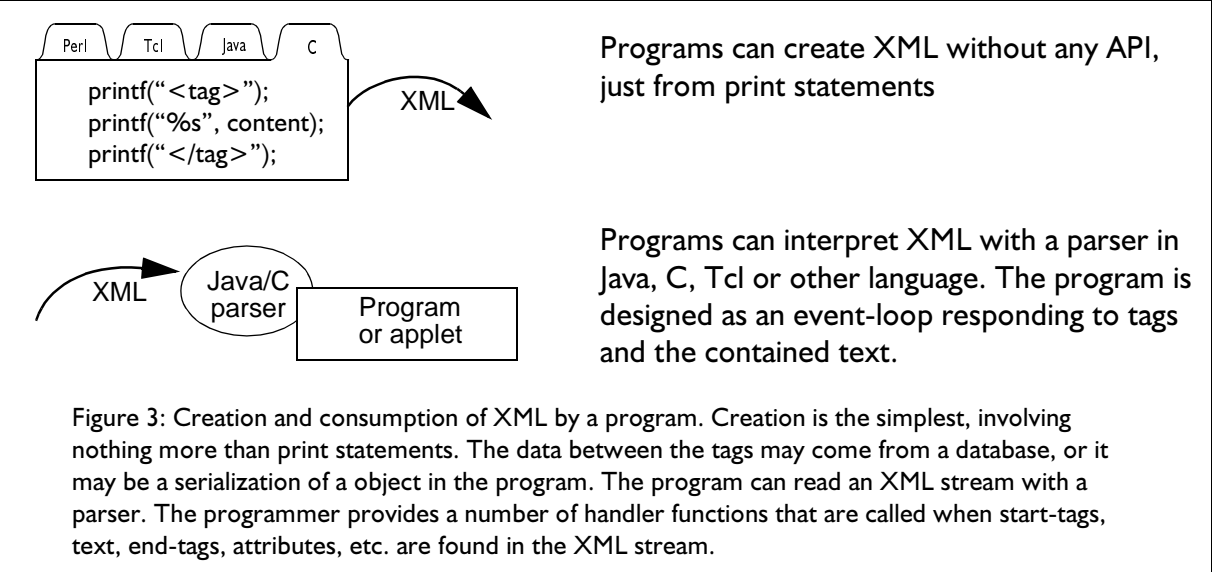 Perl Tcl Java C
printf(“<tag>”);
printf(“%s”, content);
printf(“</tag>”);
XML
Programs can create XML without any API,
just from print statements
XML
Java/C
parser
Program
or applet
Programs can interpret XML with a parser in
Java, C, Tcl or other language. The program is
designed as an event-loop responding to tags
and the contained text.
Figure 3: Creation and consumption of XML by a program. Creation is the simplest, involving
nothing more than print statements. The data between the tags may come from a database, or it
may be a serialization of a object in the program. The program can read an XML stream with a
parser. The programmer provides a number of handler functions that are called when start-tags,
text, end-tags, attributes, etc. are found in the XML stream.